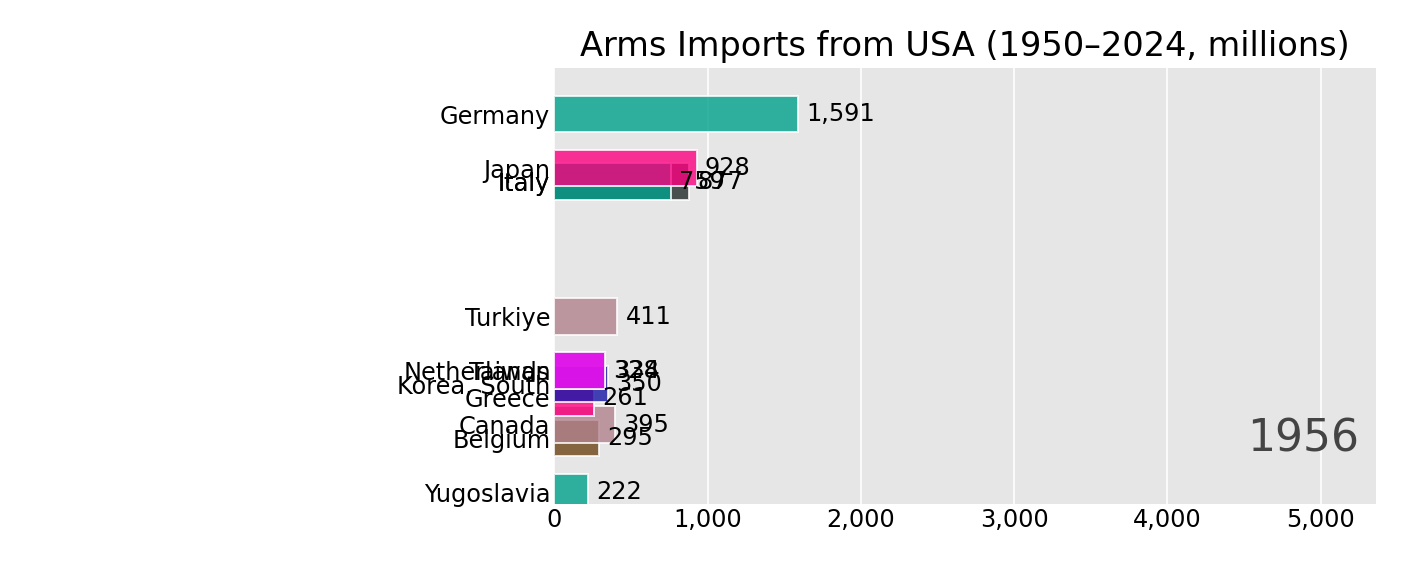 Arms Imports from USA (1950–2024, millions)
Germany 1,591
Japan 928
Italy 877
Turkiye 411
Netherlands
Taiwan
Korea, South 350
Greece 261
Canada 395
Belgium 295
1956
Yugoslavia 222
0 1,000 2,000 3,000 4,000 5,000